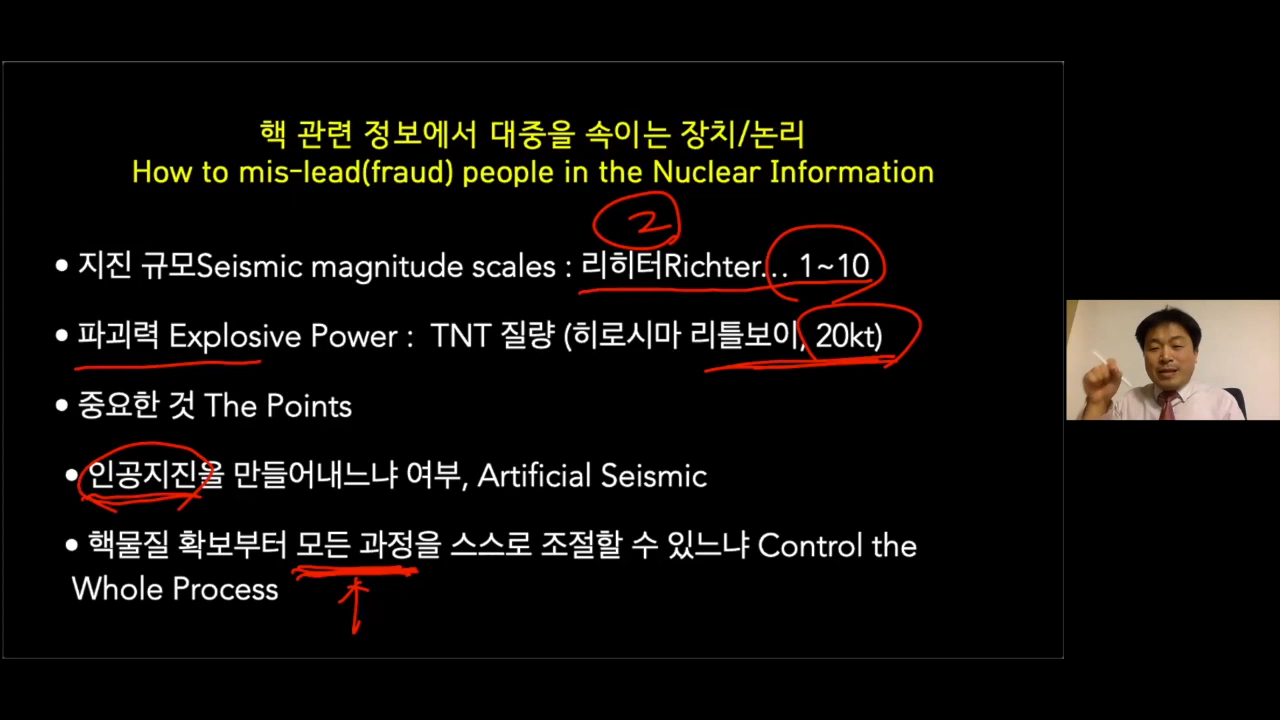 핵 관련 정보에서 대중을 속이는 장치/논리
How to mis-lead(fraud) people in the Nuclear Information
2
• 지진 규모Seismic magnitude scales : 리히터Richter… 1~10
• 파괴력 Explosive Power : TNT 질량 (히로시마 리틀보이, 20kt)
• 중요한 것 The Points
• 인공지진을 만들어내느냐 여부, Artificial Seismic
• 핵물질 확보부터 모든 과정을 스스로 조절할 수 있느냐 Control the
Whole Process